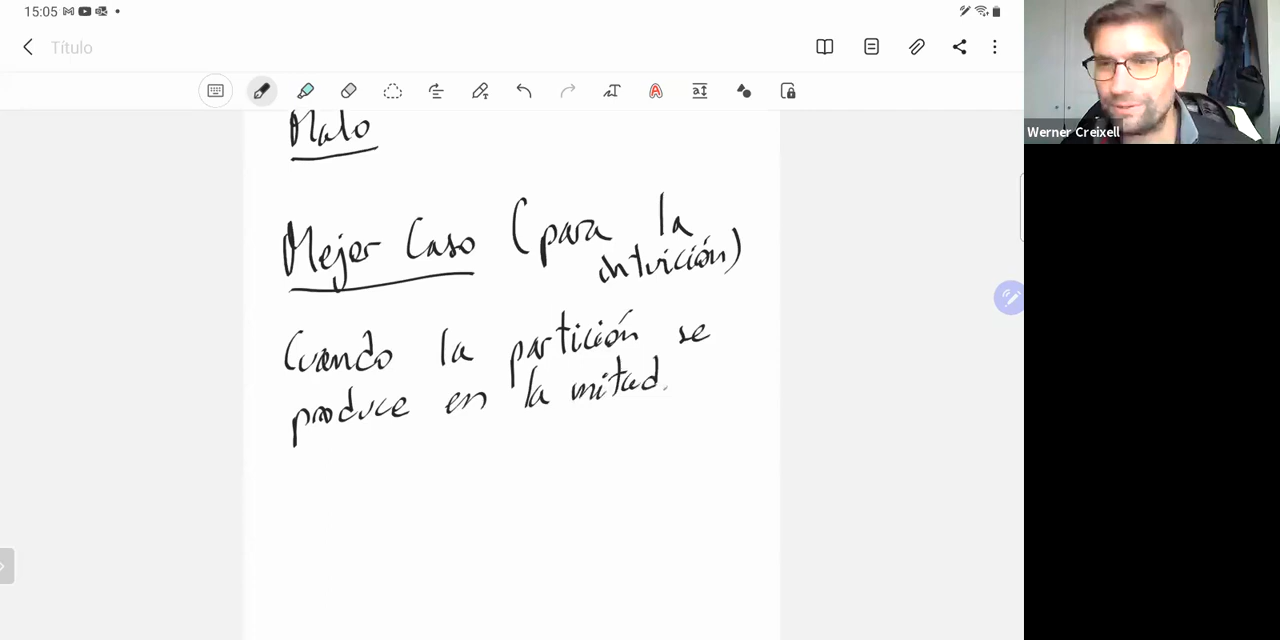 15:05
Título
Werner Creixell
Malo
Mejor Caso (para la
intuición)
Cuando la partición se
produce en la mitad.